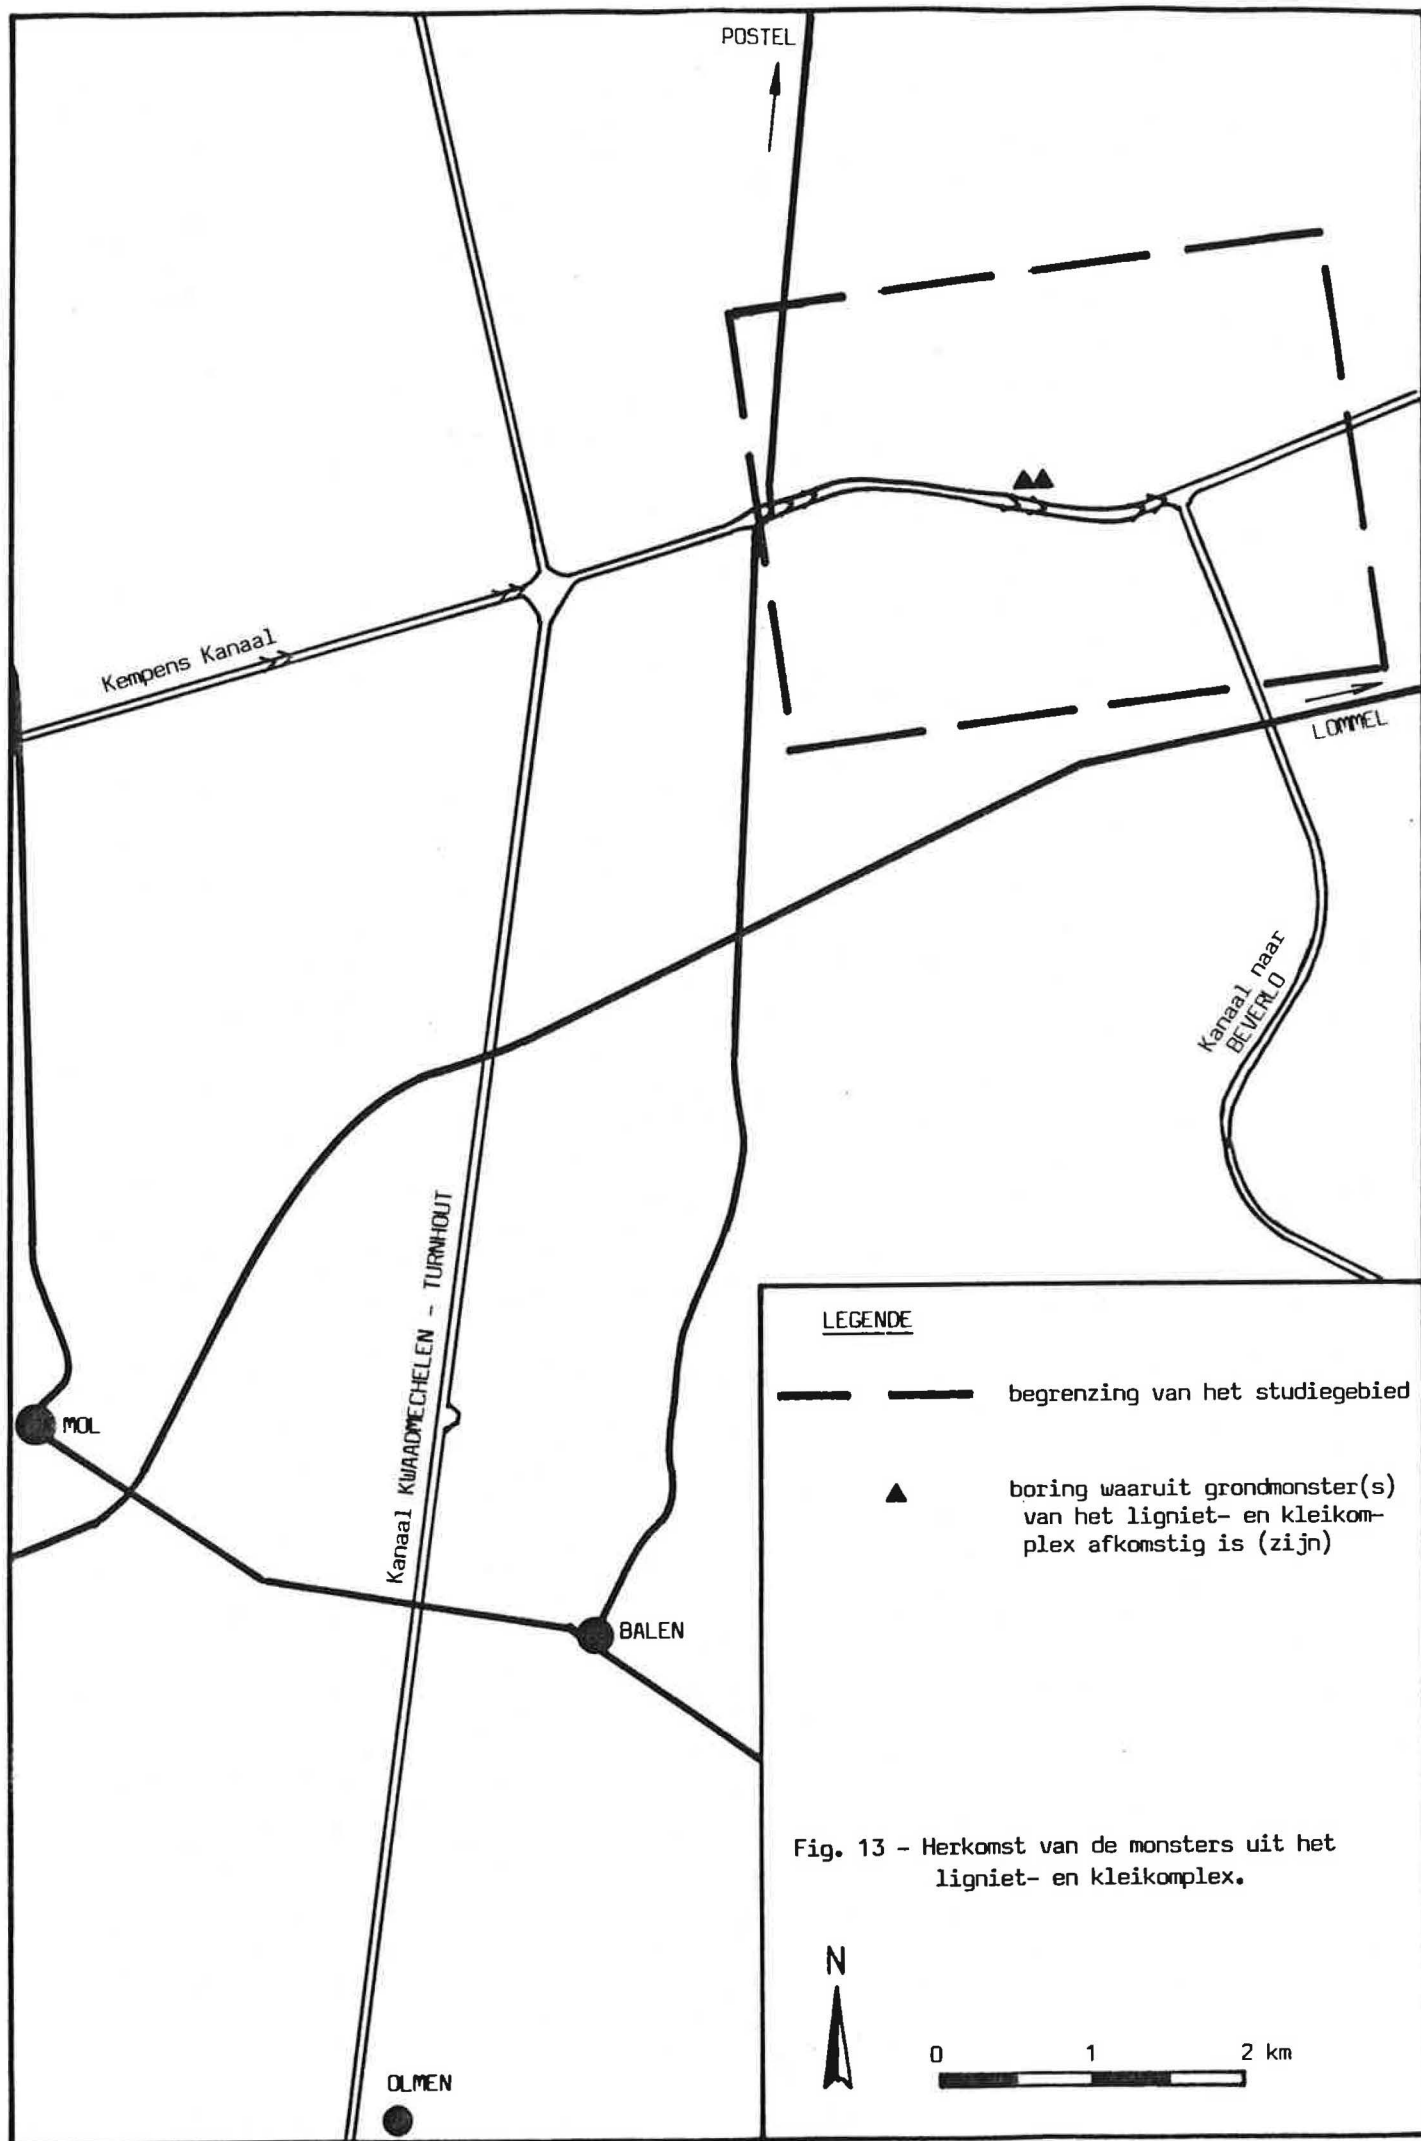 POSTEL
Kempens Kanaal
LOMMEL
Kanaal naar
BEVERLO
Kanaal KWAADMECHELEN - TURNHOUT
MOL
BALEN
OLMEN
LEGENDE
begrenzing van het studiegebied
boring waaruit grondmonster(s)
van het ligniet- en kleikom-
plex afkomstig is (zijn)
Fig. 13 - Herkomst van de monsters uit het
ligniet- en kleikomplex.
N
0 1 2 km